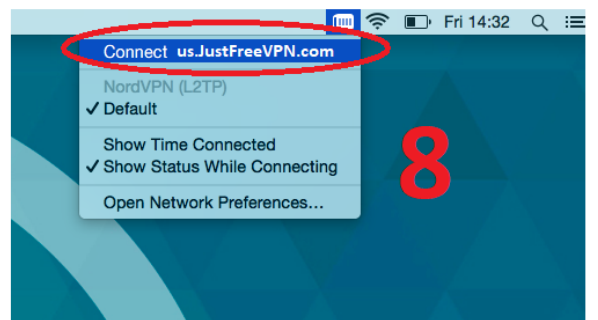 Fri 14:32
Connect us.JustFreeVPN.com
NordVPN (L2TP)
✓ Default
Show Time Connected
✓ Show Status While Connecting
Open Network Preferences...
8